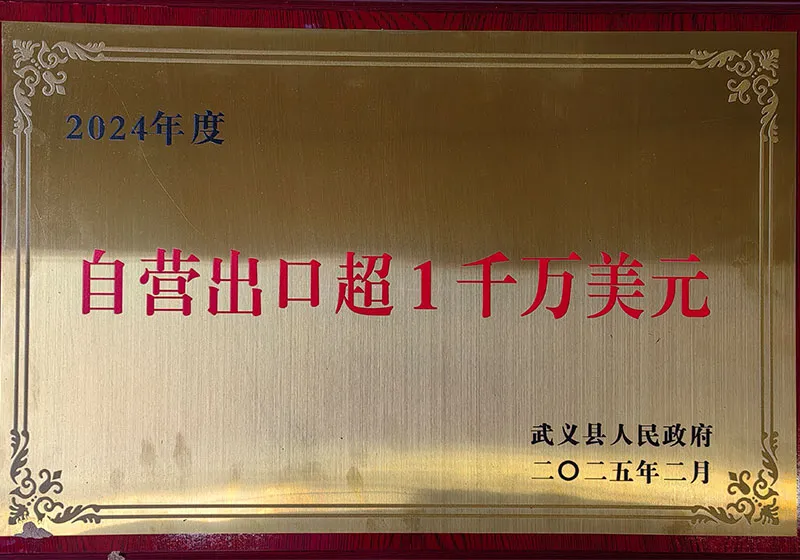 2024年度
自营出口超1千万美元
武义县人民政府
二〇二五年二月